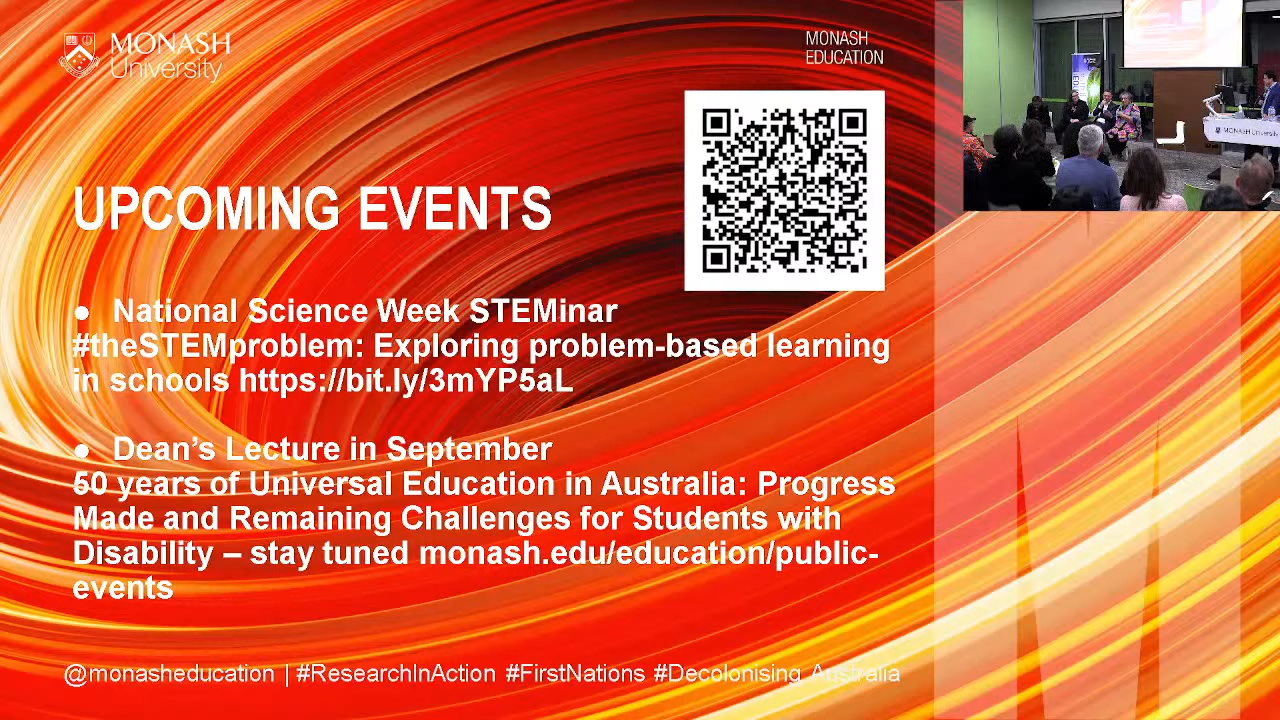 MONASH
University
MONASH
EDUCATION
MONASH University
UPCOMING EVENTS
● National Science Week STEMinar
#theSTEMproblem: Exploring problem-based learning
in schools https://bit.ly/3mYP5aL
● Dean’s Lecture in September
50 years of Universal Education in Australia: Progress
Made and Remaining Challenges for Students with
Disability – stay tuned monash.edu/education/public-
events
@monasheducation | #ResearchInAction #FirstNations #Decolonising Australia